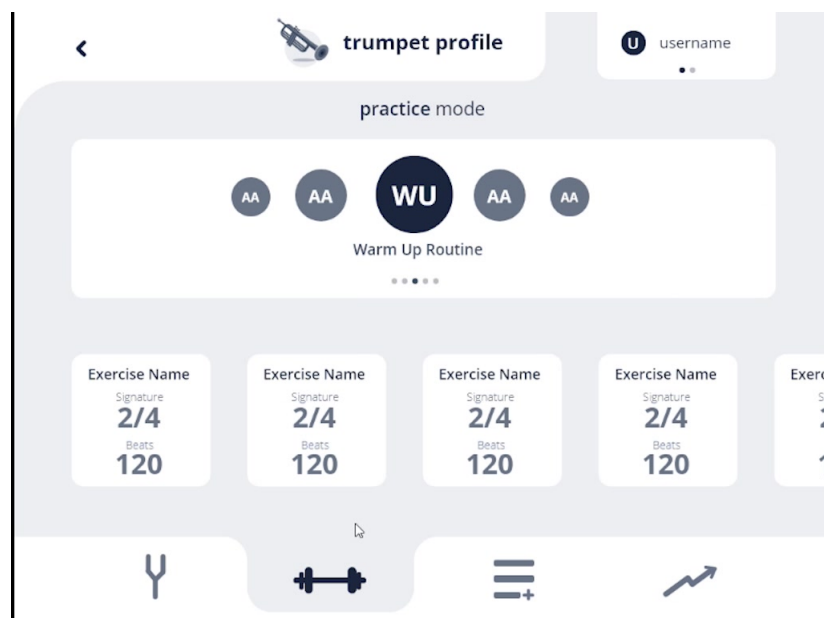 trumpet profile
U username
practice mode
AA AA WU AA AA
Warm Up Routine
Exercise Name
Signature
2/4
Beats
120
Exercise Name
Signature
2/4
Beats
120
Exercise Name
Signature
2/4
Beats
120
Exercise Name
Signature
2/4
Beats
120